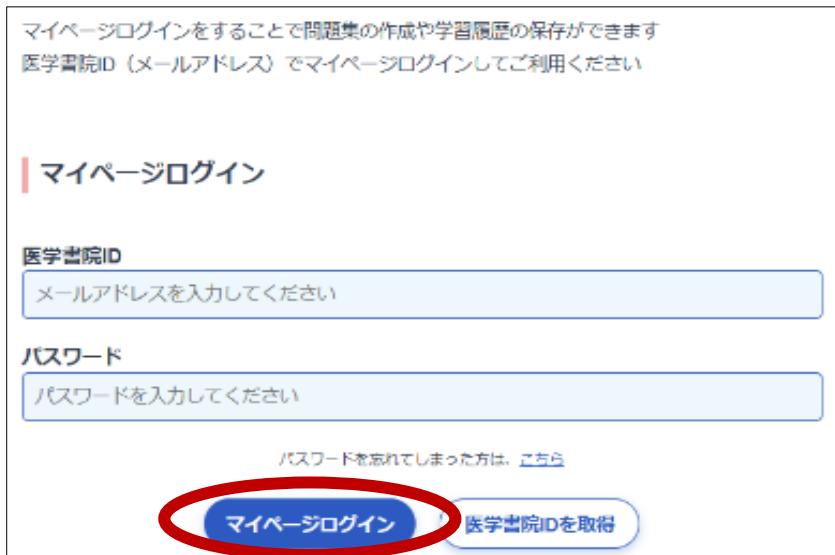 マイページログインをすることで問題集の作成や学習履歴の保存ができます
医学書院ID（メールアドレス）でマイページログインしてご利用ください
マイページログイン
医学書院ID
メールアドレスを入力してください
パスワード
パスワードを入力してください
パスワードを忘れてしまった方は、こちら
マイページログイン
医学書院IDを取得